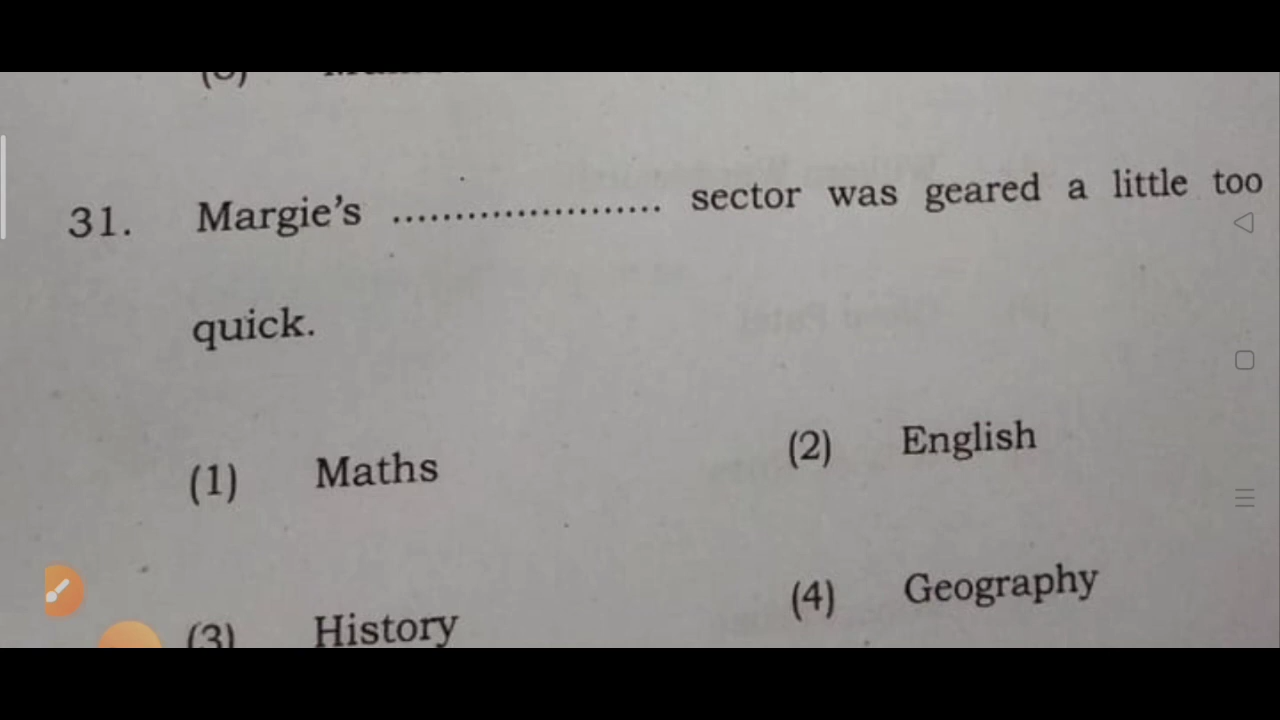 31. Margie's ...................... sector was geared a little too
quick.
(1) Maths (2) English
(3) History (4) Geography